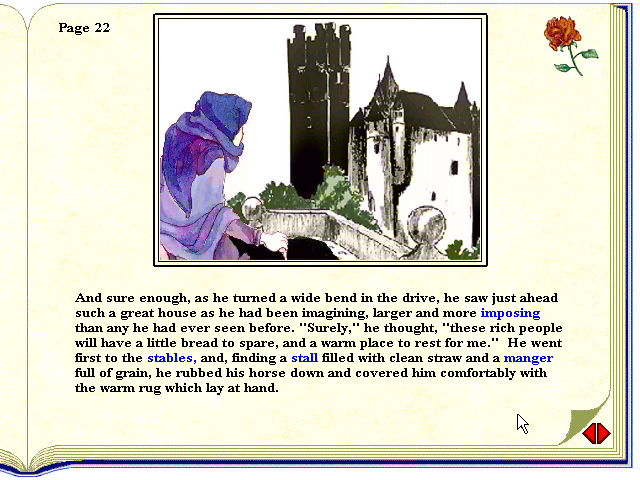 Page 22
And sure enough, as he turned a wide bend in the drive, he saw just ahead
such a great house as he had been imagining, larger and more imposing
than any he had ever seen before. "Surely," he thought, "these rich people
will have a little bread to spare, and a warm place to rest for me." He went
first to the stables, and, finding a stall filled with clean straw and a manger
full of grain, he rubbed his horse down and covered him comfortably with
the warm rug which lay at hand.